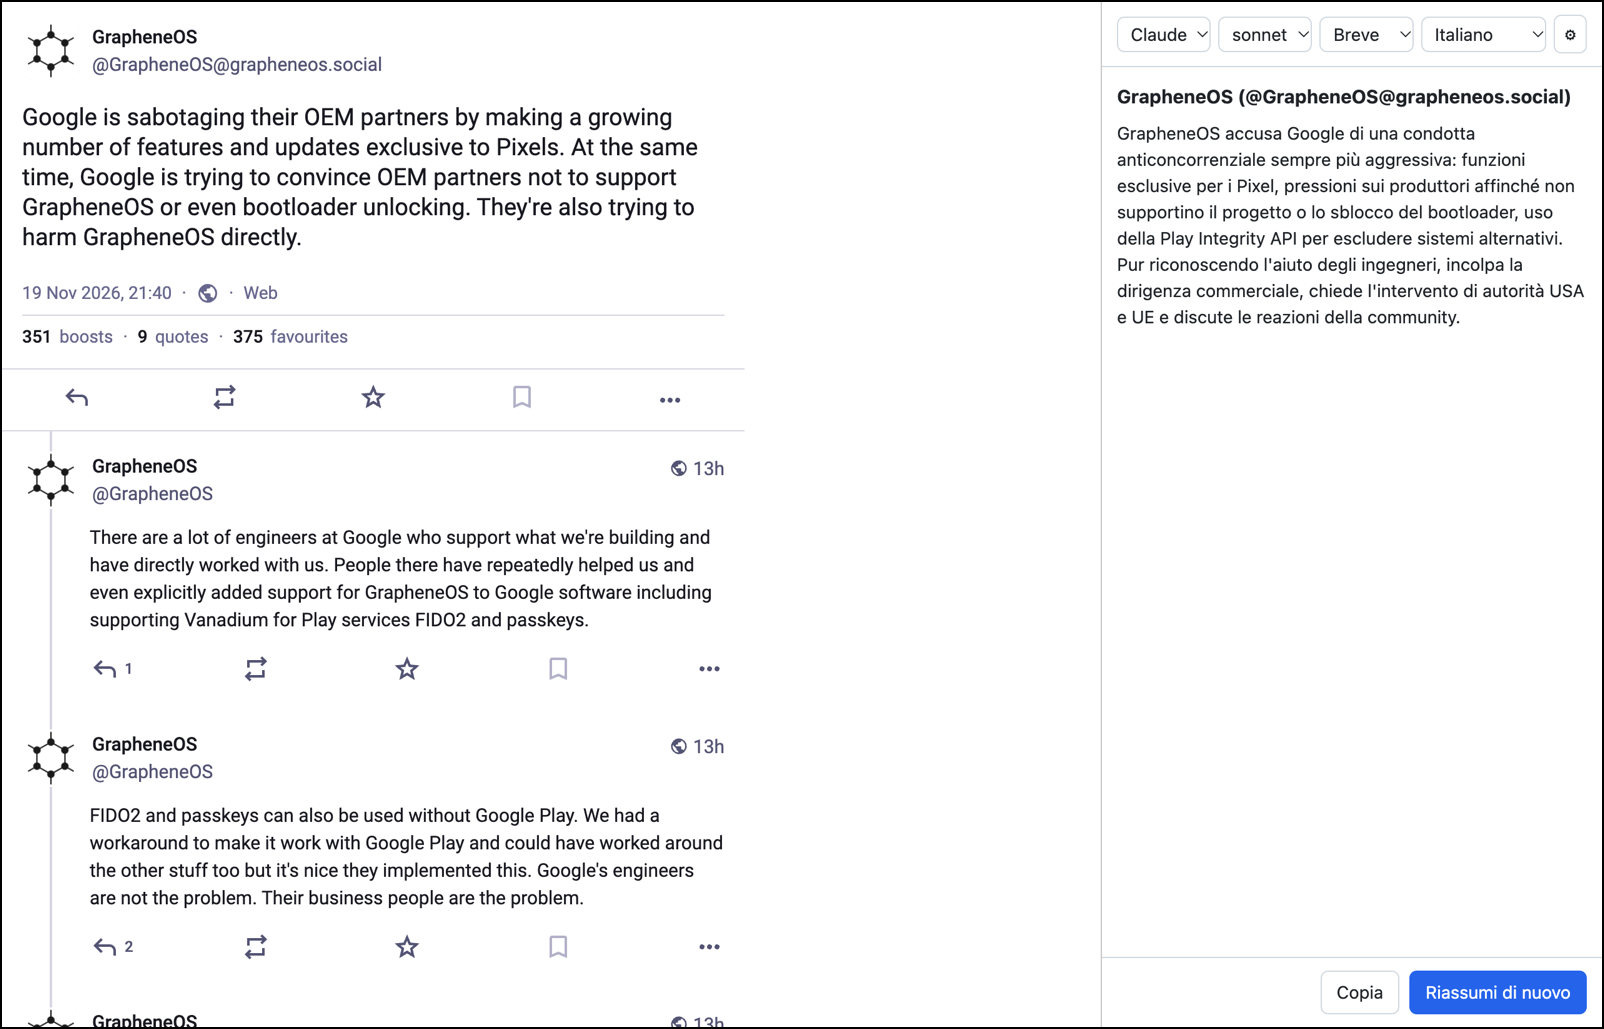 GrapheneOS
@GrapheneOS@grapheneos.social
Google is sabotaging their OEM partners by making a growing
number of features and updates exclusive to Pixels. At the same
time, Google is trying to convince OEM partners not to support
GrapheneOS or even bootloader unlocking. They're also trying to
harm GrapheneOS directly.
19 Nov 2026, 21:40 · · Web
351 boosts · 9 quotes · 375 favourites
GrapheneOS
13h
@GrapheneOS
There are a lot of engineers at Google who support what we're building and
have directly worked with us. People there have repeatedly helped us and
even explicitly added support for GrapheneOS to Google software including
supporting Vanadium for Play services FIDO2 and passkeys.
1
GrapheneOS
13h
@GrapheneOS
FIDO2 and passkeys can also be used without Google Play. We had a
workaround to make it work with Google Play and could have worked around
the other stuff too but it's nice they implemented this. Google's engineers
are not the problem. Their business people are the problem.
2
GrapheneOS
13h
Claude sonnet Breve Italiano
GrapheneOS (@GrapheneOS@grapheneos.social)
GrapheneOS accusa Google di una condotta
anticoncorrenziale sempre più aggressiva: funzioni
esclusive per i Pixel, pressioni sui produttori affinché non
supportino il progetto o lo sblocco del bootloader, uso
della Play Integrity API per escludere sistemi alternativi.
Pur riconoscendo l'aiuto degli ingegneri, incolpa la
dirigenza commerciale, chiede l'intervento di autorità USA
e UE e discute le reazioni della community.
Copia
Riassumi di nuovo